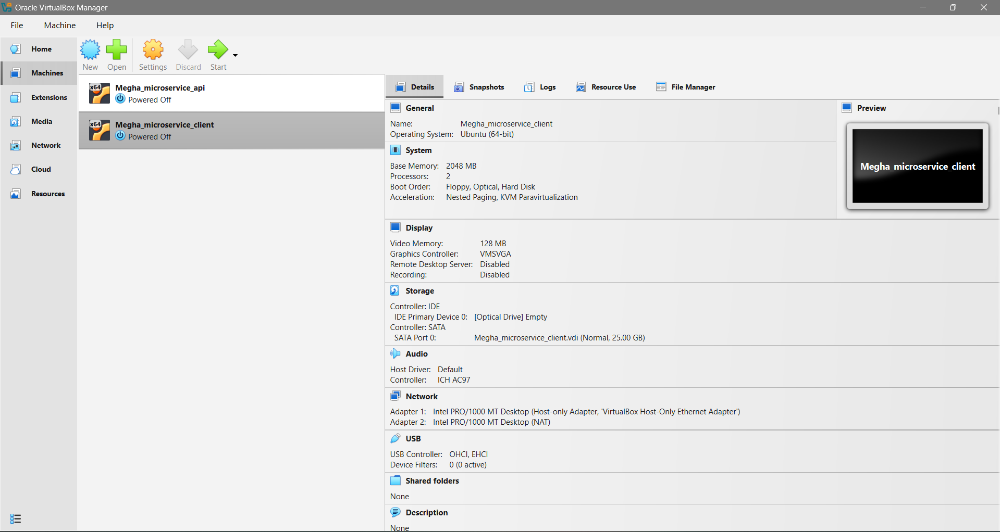 Oracle VirtualBox Manager
File Machine Help
Home
Machines
Extensions
Media
Network
Cloud
Resources
New Open Settings Discard Start
x64 Megha_microservice_api
Powered Off
x64 Megha_microservice_client
Powered Off
Details Snapshots Logs Resource Use File Manager
General
Name: Megha_microservice_client
Operating System: Ubuntu (64-bit)
Preview
Megha_microservice_client
System
Base Memory: 2048 MB
Processors: 2
Boot Order: Floppy, Optical, Hard Disk
Acceleration: Nested Paging, KVM Paravirtualization
Display
Video Memory: 128 MB
Graphics Controller: VMSVGA
Remote Desktop Server: Disabled
Recording: Disabled
Storage
Controller: IDE
IDE Primary Device 0: [Optical Drive] Empty
Controller: SATA
SATA Port 0: Megha_microservice_client.vdi (Normal, 25.00 GB)
Audio
Host Driver: Default
Controller: ICH AC97
Network
Adapter 1: Intel PRO/1000 MT Desktop (Host-only Adapter, 'VirtualBox Host-Only Ethernet Adapter')
Adapter 2: Intel PRO/1000 MT Desktop (NAT)
USB
USB Controller: OHCI, EHCI
Device Filters: 0 (0 active)
Shared folders
None
Description
None